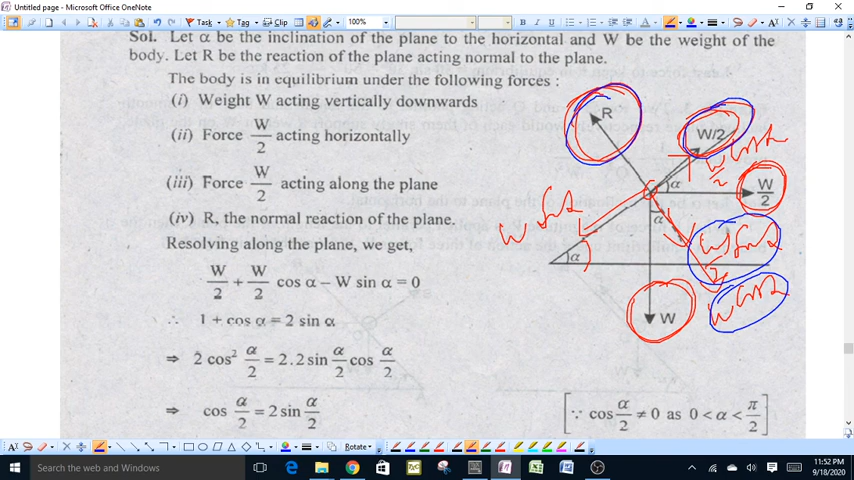 Untitled page - Microsoft OneNote
Task
Tag
Clip
100%
B I U
Sol. Let α be the inclination of the plane to the horizontal and W be the weight of the
body. Let R be the reaction of the plane acting normal to the plane.
The body is in equilibrium under the following forces :
(i) Weight W acting vertically downwards
(ii) Force W/2 acting horizontally
(iii) Force W/2 acting along the plane
(iv) R, the normal reaction of the plane.
Resolving along the plane, we get,
W/2 + W/2 cos α – W sin α = 0
∴ 1 + cos α = 2 sin α
⇒ 2 cos² α/2 = 2.2 sin α/2 cos α/2
⇒ cos α/2 = 2 sin α/2 [∵ cos α/2 ≠ 0 as 0 < α < π/2]
R
W/2
W/2 cos α
α
W/2
W sin α
α
W/2 sin α
α
W cos α
W
Rotate
Search the web and Windows
11:52 PM
9/18/2020